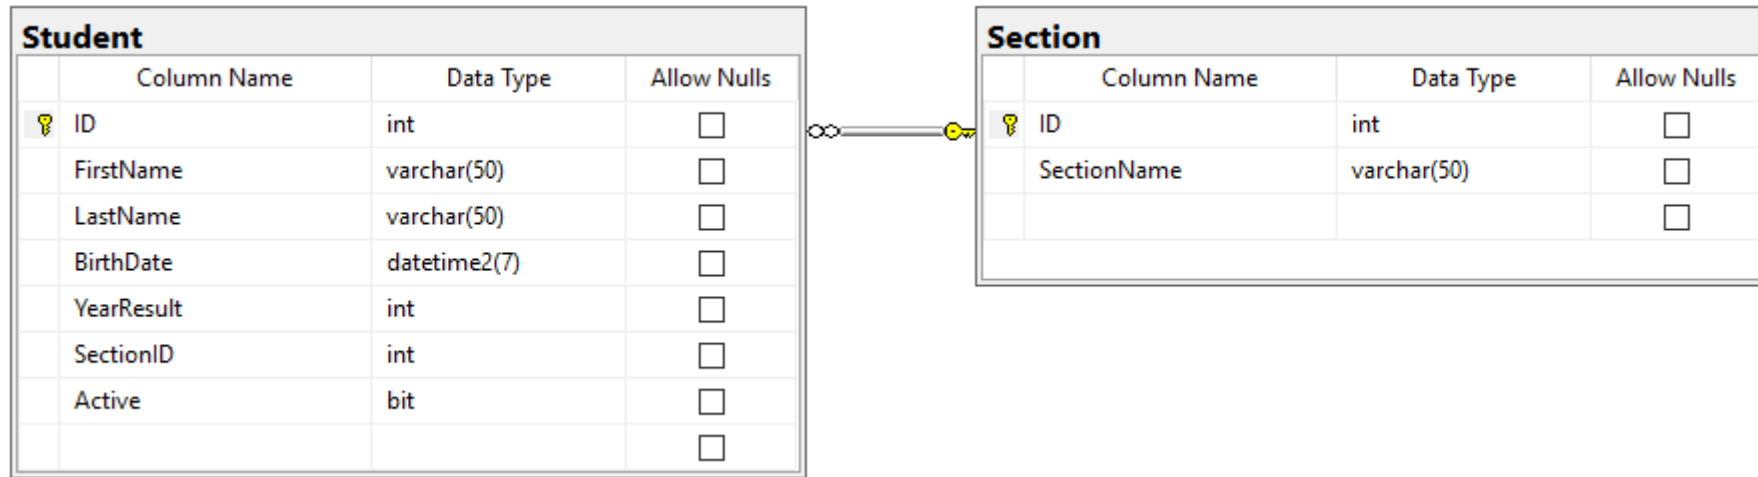 Student
Column Name Data Type Allow Nulls
ID int
FirstName varchar(50)
LastName varchar(50)
BirthDate datetime2(7)
YearResult int
SectionID int
Active bit
Section
Column Name Data Type Allow Nulls
ID int
SectionName varchar(50)